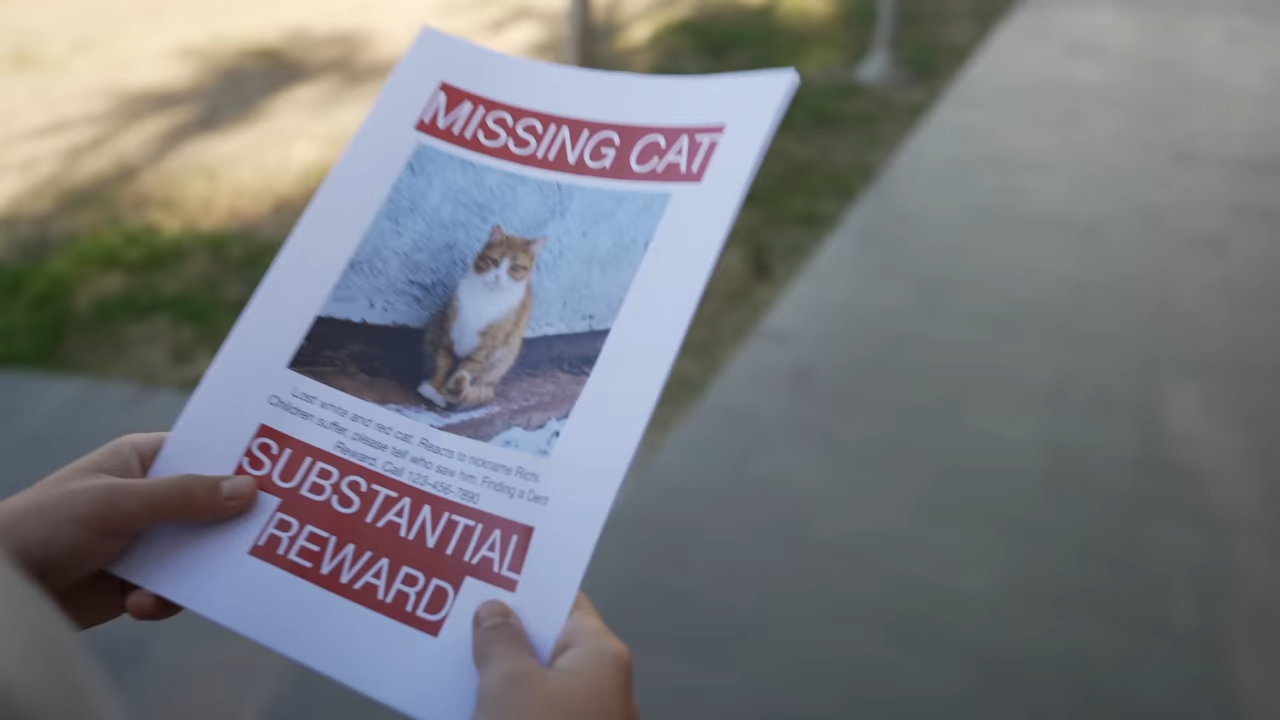 MISSING CAT
Lost white and red cat. Reacts to nickname Richi.
Children suffer, please tell who saw him. Finding a Dent
Reward. Call 123-456-7890
SUBSTANTIAL
REWARD